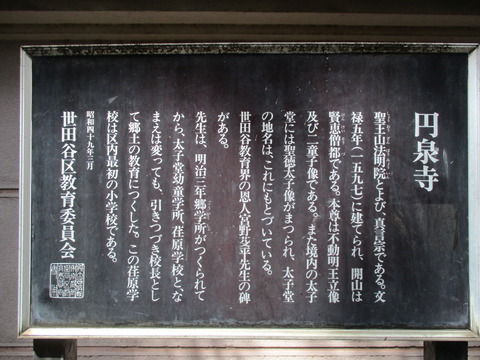 円泉寺
聖王山法明院とよび、真言宗である。文
禄五年（一五九七）に建てられ、開山は
賢恵僧都である。本尊は不動明王立像
及び二童子像である。また境内の太子
堂には聖徳太子像がまつられ、太子堂
の地名は、これにもとづいている。
世田谷教育界の恩人宮野芟平先生の碑
がある。
先生は、明治三年郷学所がつくられて
から、太子堂幼童学所、荏原学校と、な
まえは変っても、引きつづき校長とし
て郷土の教育につくした。この荏原学
校は区内最初の小学校である。
昭和四十九年三月
世田谷区教育委員会